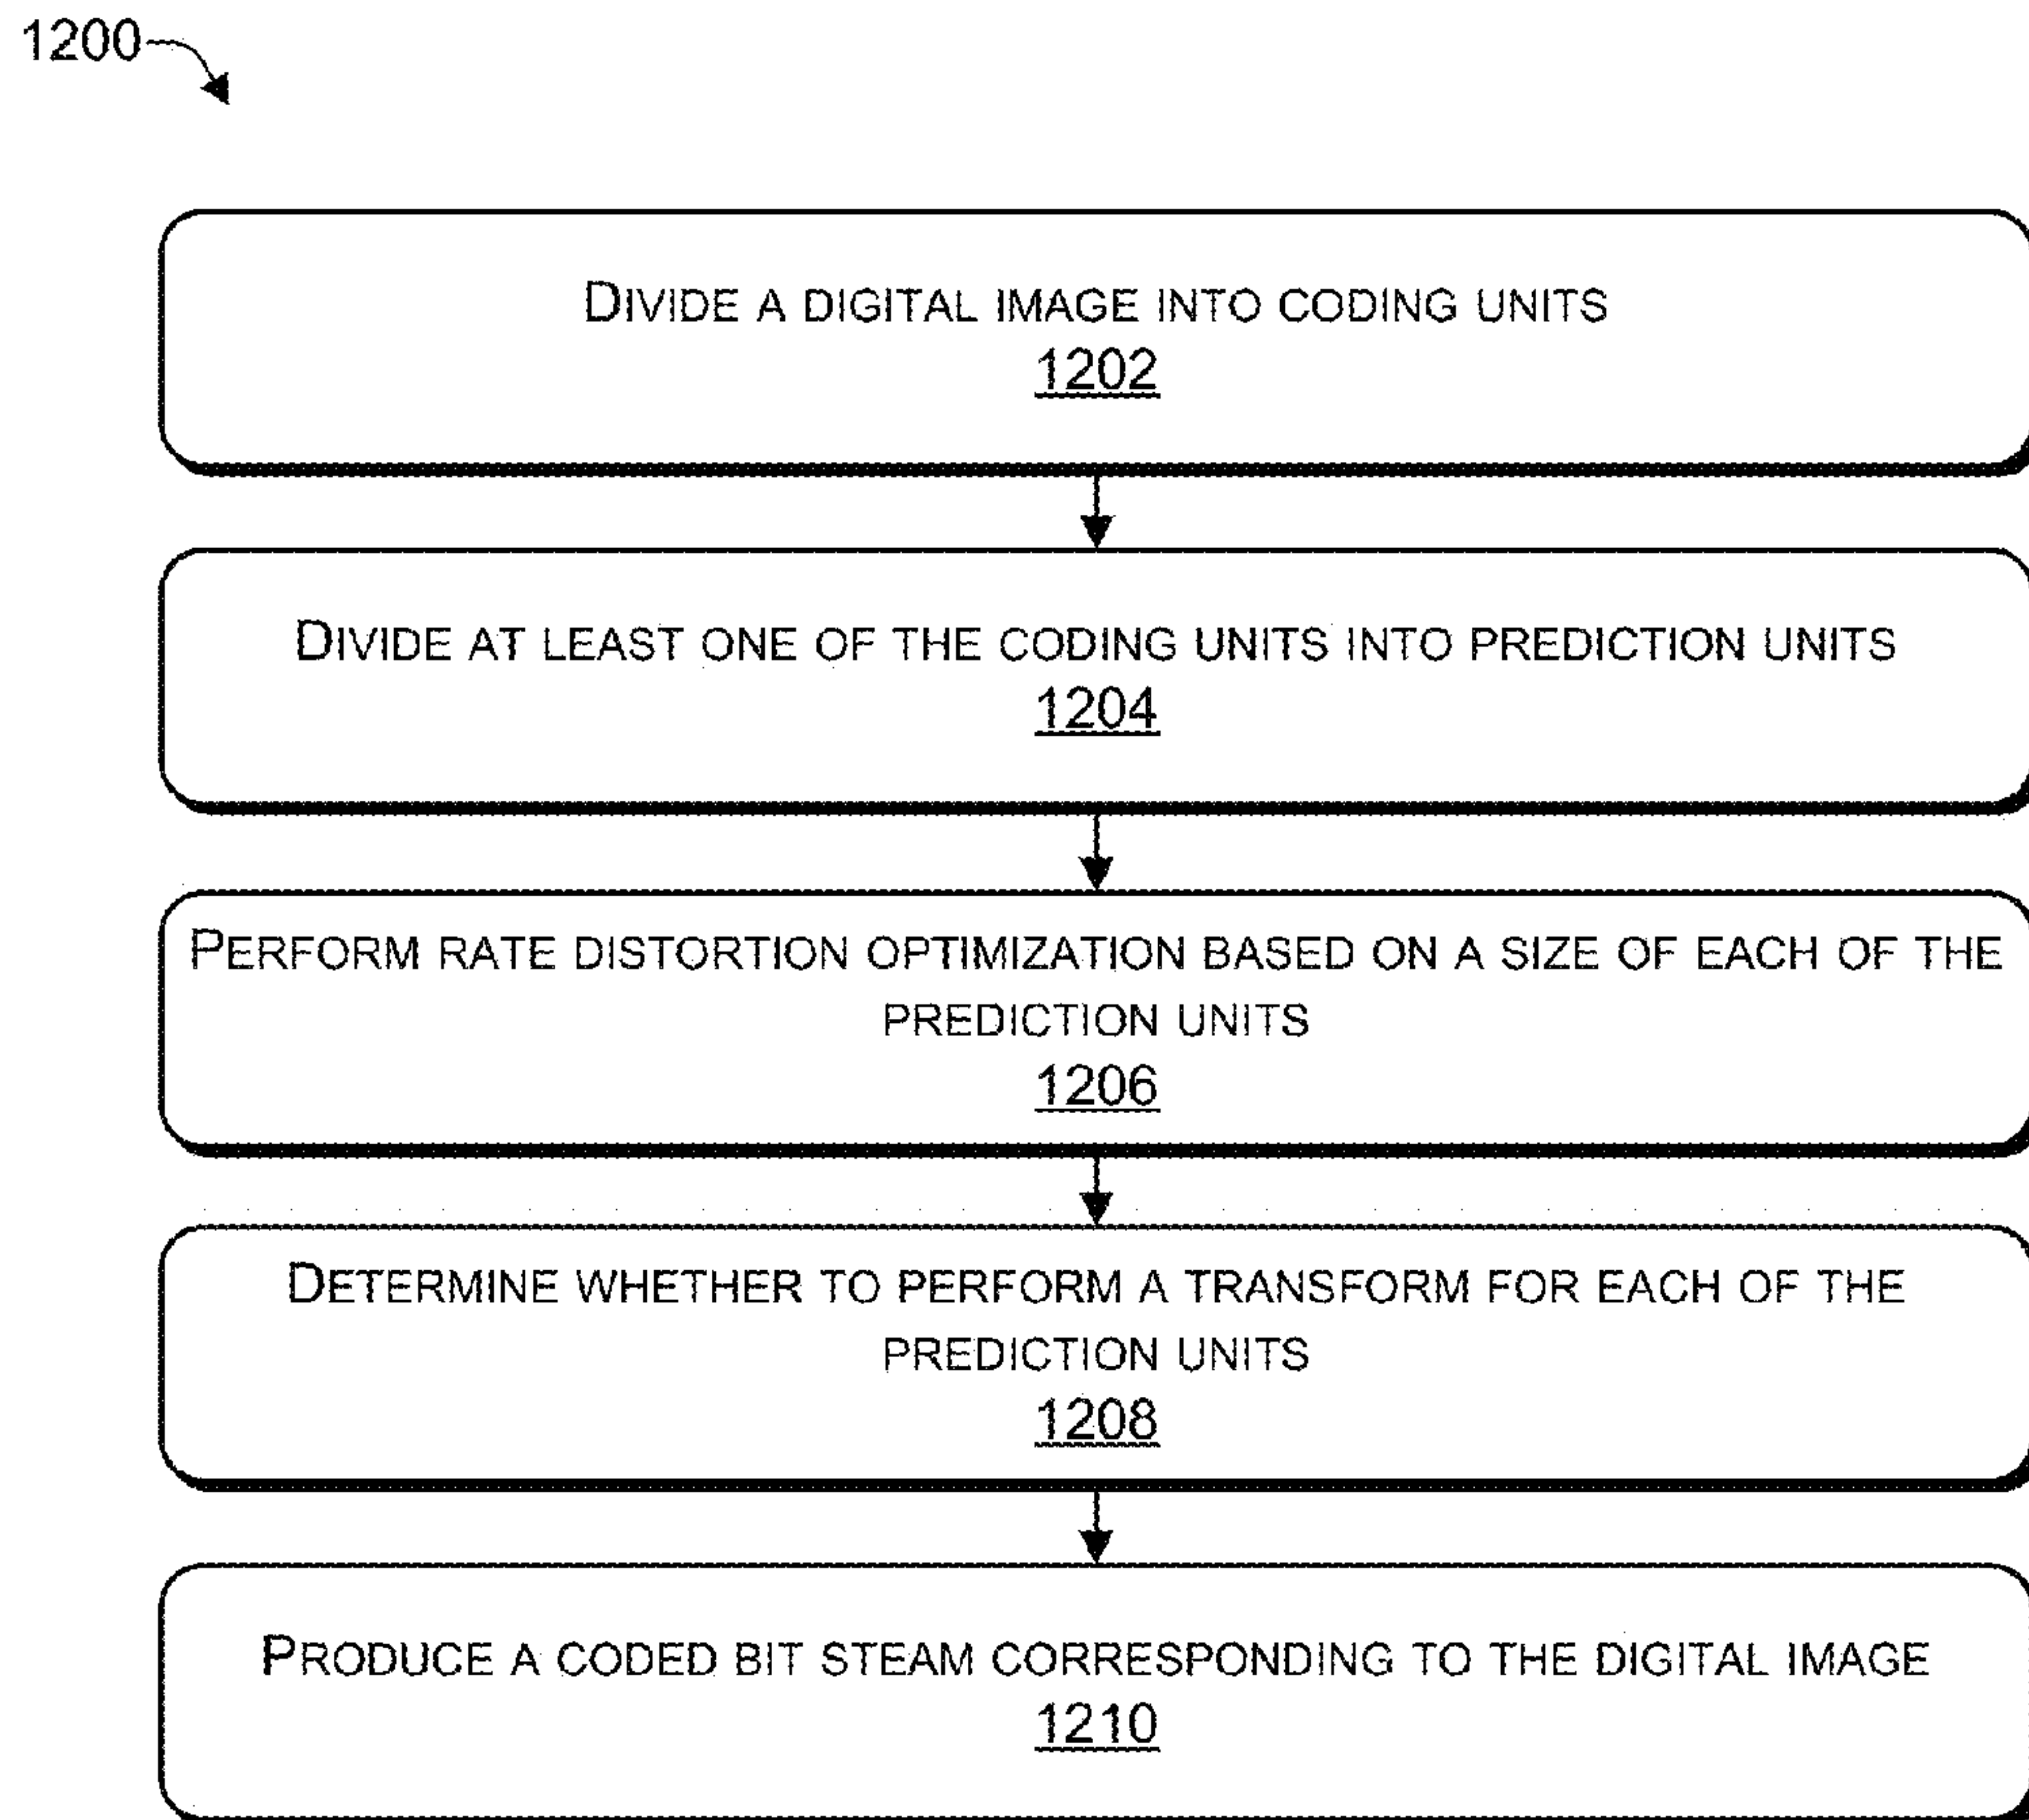 1200
DIVIDE A DIGITAL IMAGE INTO CODING UNITS
1202
DIVIDE AT LEAST ONE OF THE CODING UNITS INTO PREDICTION UNITS
1204
PERFORM RATE DISTORTION OPTIMIZATION BASED ON A SIZE OF EACH OF THE
PREDICTION UNITS
1206
DETERMINE WHETHER TO PERFORM A TRANSFORM FOR EACH OF THE
PREDICTION UNITS
1208
PRODUCE A CODED BIT STEAM CORRESPONDING TO THE DIGITAL IMAGE
1210